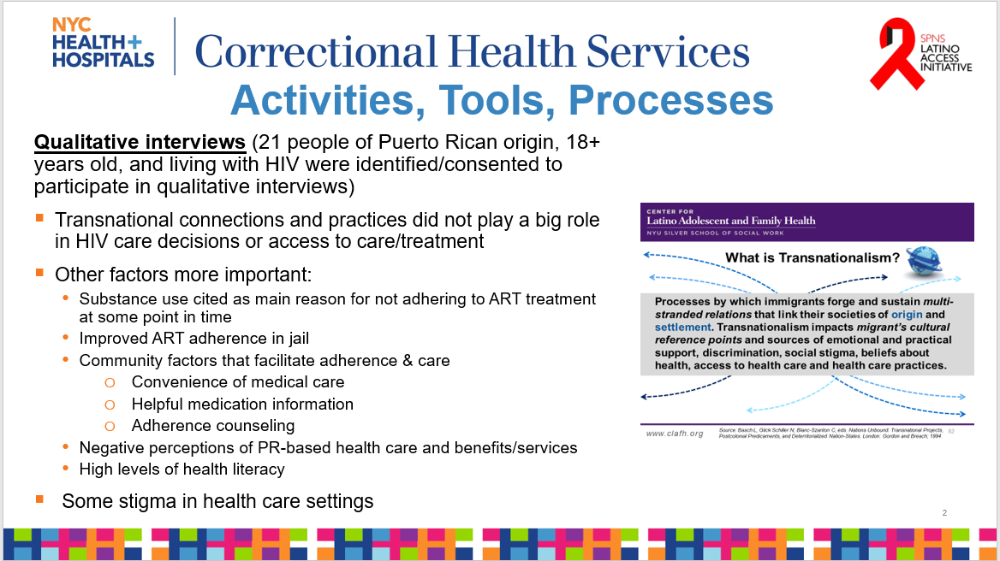 NYC
HEALTH+
HOSPITALS
Correctional Health Services
SPNS
LATINO
ACCESS
INITIATIVE
Activities, Tools, Processes
Qualitative interviews (21 people of Puerto Rican origin, 18+
years old, and living with HIV were identified/consented to
participate in qualitative interviews)
Transnational connections and practices did not play a big role
in HIV care decisions or access to care/treatment
Other factors more important:
Substance use cited as main reason for not adhering to ART treatment
at some point in time
Improved ART adherence in jail
Community factors that facilitate adherence & care
Convenience of medical care
Helpful medication information
Adherence counseling
Negative perceptions of PR-based health care and benefits/services
High levels of health literacy
Some stigma in health care settings
CENTER FOR
Latino Adolescent and Family Health
NYU SILVER SCHOOL OF SOCIAL WORK
What is Transnationalism?
Processes by which immigrants forge and sustain multi-
stranded relations that link their societies of origin and
settlement. Transnationalism impacts migrant's cultural
reference points and sources of emotional and practical
support, discrimination, social stigma, beliefs about
health, access to health care and health care practices.
www.clafh.org
Source: Basch L, Glick Schiller N, Blanc-Szanton C, eds. Nations Unbound. Transnational Projects,
Postcolonial Predicaments, and Deterritorialized Nation-States. London: Gordon and Breach, 1994.
62
2